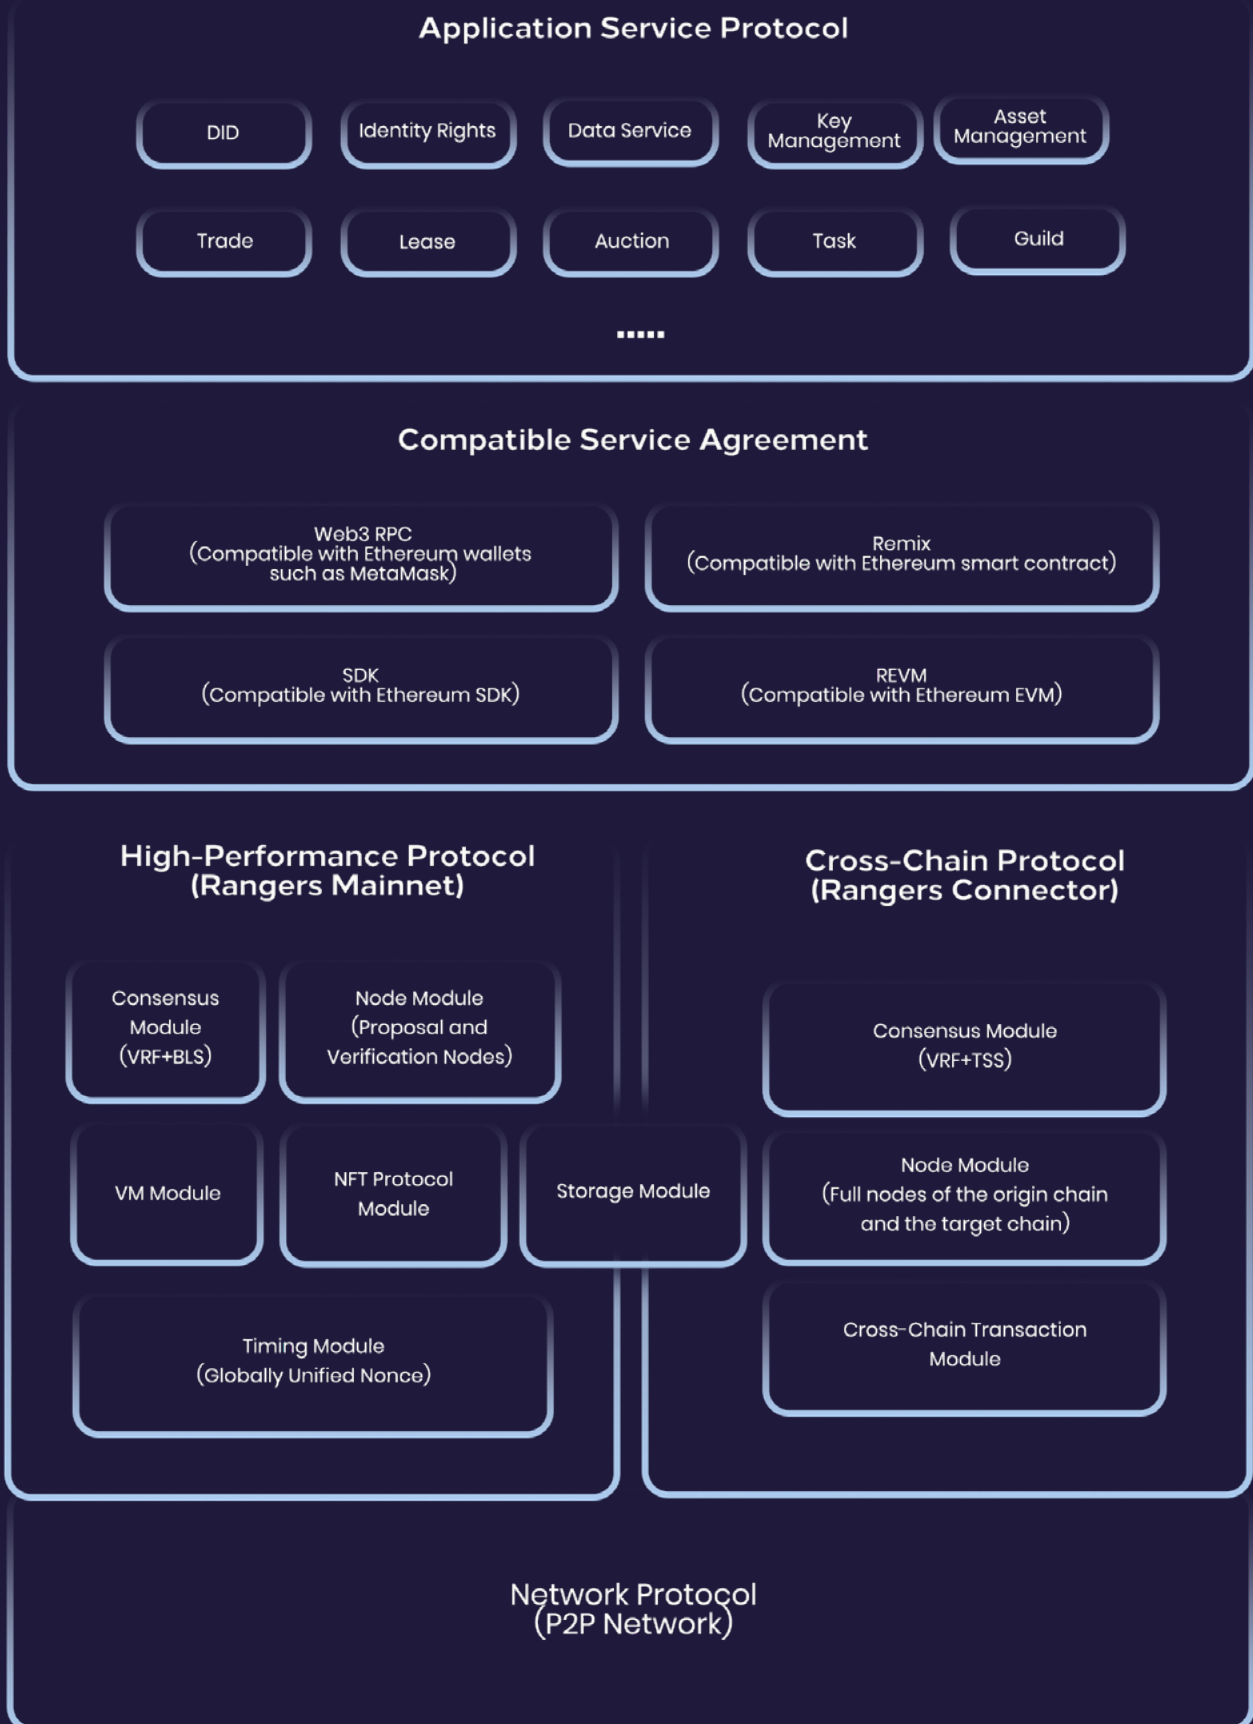 Application Service Protocol
DID
Identity Rights
Data Service
Key
Management
Asset
Management
Trade
Lease
Auction
Task
Guild
.....
Compatible Service Agreement
Web3 RPC
(Compatible with Ethereum wallets
such as MetaMask)
Remix
(Compatible with Ethereum smart contract)
SDK
(Compatible with Ethereum SDK)
REVM
(Compatible with Ethereum EVM)
High-Performance Protocol
(Rangers Mainnet)
Consensus
Module
(VRF+BLS)
Node Module
(Proposal and
Verification Nodes)
VM Module
NFT Protocol
Module
Storage Module
Timing Module
(Globally Unified Nonce)
Cross-Chain Protocol
(Rangers Connector)
Consensus Module
(VRF+TSS)
Node Module
(Full nodes of the origin chain
and the target chain)
Cross-Chain Transaction
Module
Network Protocol
(P2P Network)